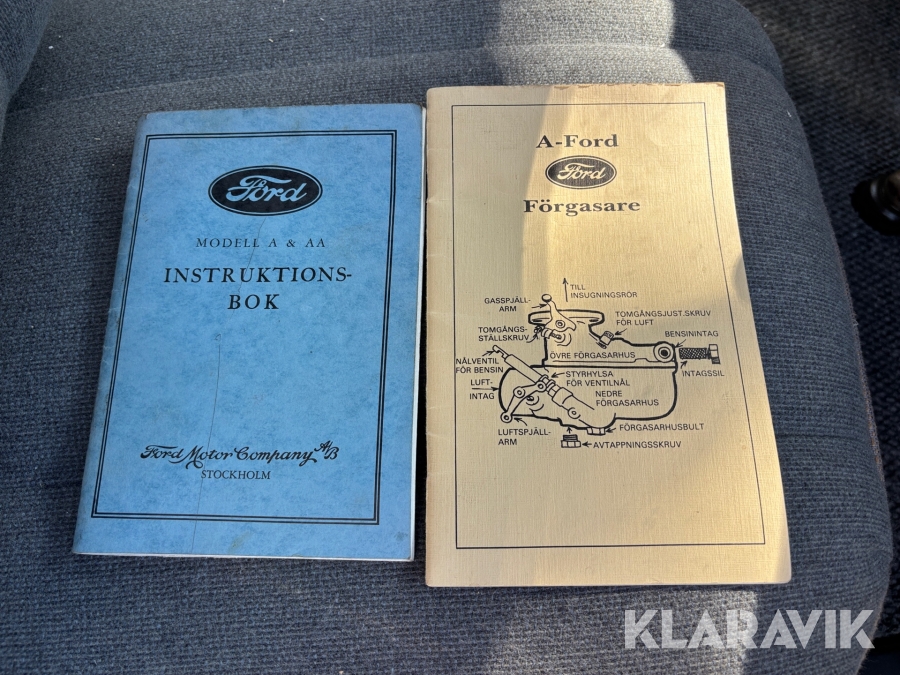 Ford
MODELL A & AA
INSTRUKTIONS-
BOK
Ford Motor Company A/B
STOCKHOLM
A-Ford
Ford
Förgasare
TILL
INSUGNINGSRÖR
GASSPJÄLL-
ARM
TOMGÅNGSJUST.SKRUV
FÖR LUFT
TOMGÅNGS-
STÄLLSKRUV
BENSININTAG
ÖVRE FÖRGASARHUS
NÅLVENTIL
FÖR BENSIN
STYRHYLSA
FÖR VENTILNÅL
INTAGSSIL
LUFT-
INTAG
NEDRE
FÖRGASARHUS
LUFTSPJÄLL-
ARM
FÖRGASARHUSBULT
AVTAPPNINGSSKRUV
KLARAVIK